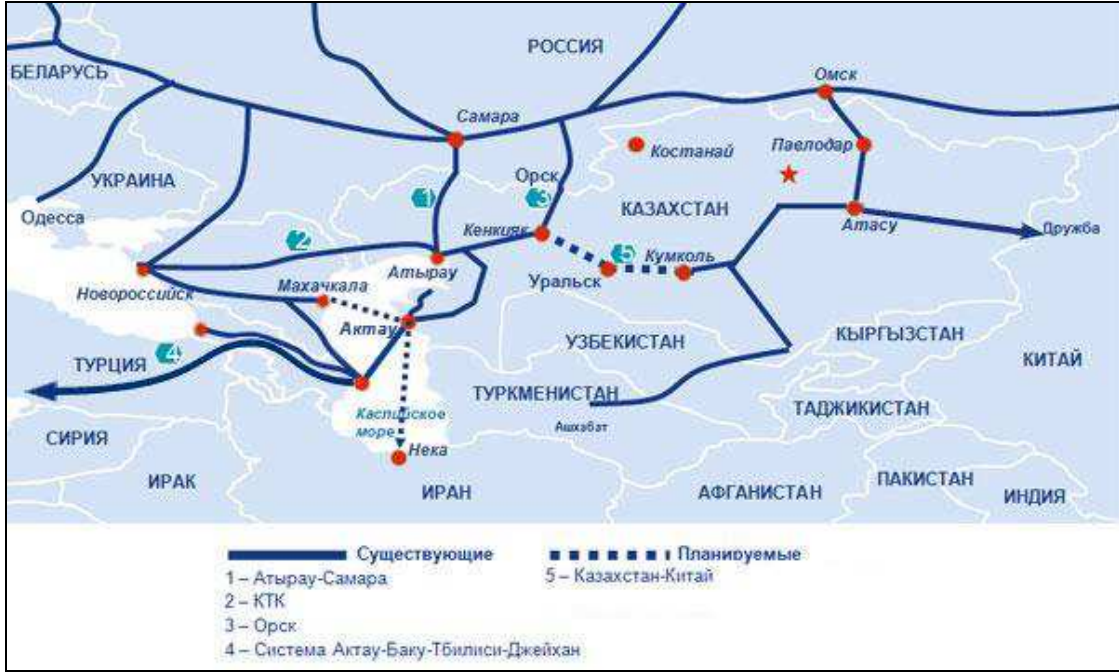 РОССИЯ
БЕЛАРУСЬ
Омск
Самара
Костанай
Павлодар
УКРАИНА
Орск
1
3
КАЗАХСТАН
Одесса
2
Кенкияк
Атасу
Дружба
5
Кумколь
Атырау
Уральск
Новороссийск
Махачкала
Актау
УЗБЕКИСТАН
КЫРГЫЗСТАН
4
ТУРЦИЯ
КИТАЙ
ТУРКМЕНИСТАН
ТАДЖИКИСТАН
Каспийское
море
Ашхабат
СИРИЯ
Нека
ИРАК
ИРАН
АФГАНИСТАН
ПАКИСТАН
ИНДИЯ
Существующие
1 – Атырау-Самара
2 – КТК
3 – Орск
4 – Система Актау-Баку-Тбилиси-Джейхан
Планируемые
5 – Казахстан-Китай